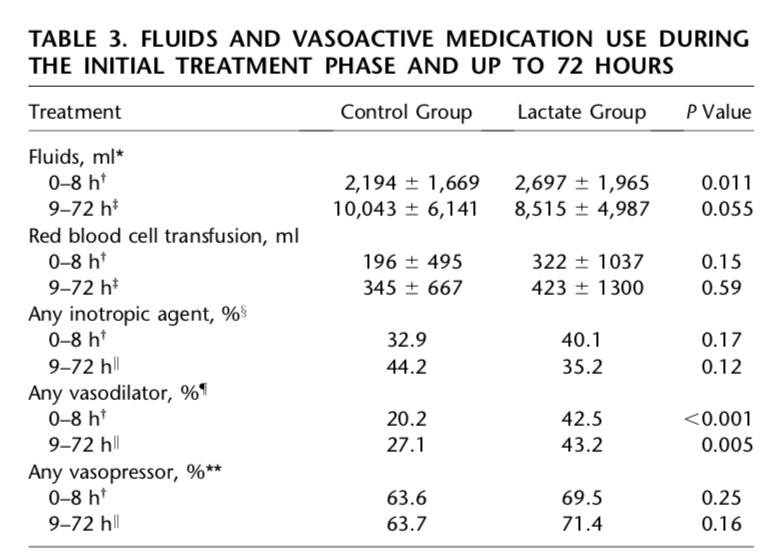 TABLE 3. FLUIDS AND VASOACTIVE MEDICATION USE DURING
THE INITIAL TREATMENT PHASE AND UP TO 72 HOURS
Treatment Control Group Lactate Group P Value
Fluids, ml*
0–8 h† 2,194 ± 1,669 2,697 ± 1,965 0.011
9–72 h‡ 10,043 ± 6,141 8,515 ± 4,987 0.055
Red blood cell transfusion, ml
0–8 h† 196 ± 495 322 ± 1037 0.15
9–72 h‡ 345 ± 667 423 ± 1300 0.59
Any inotropic agent, %§
0–8 h† 32.9 40.1 0.17
9–72 h|| 44.2 35.2 0.12
Any vasodilator, %¶
0–8 h† 20.2 42.5 <0.001
9–72 h|| 27.1 43.2 0.005
Any vasopressor, %**
0–8 h† 63.6 69.5 0.25
9–72 h|| 63.7 71.4 0.16